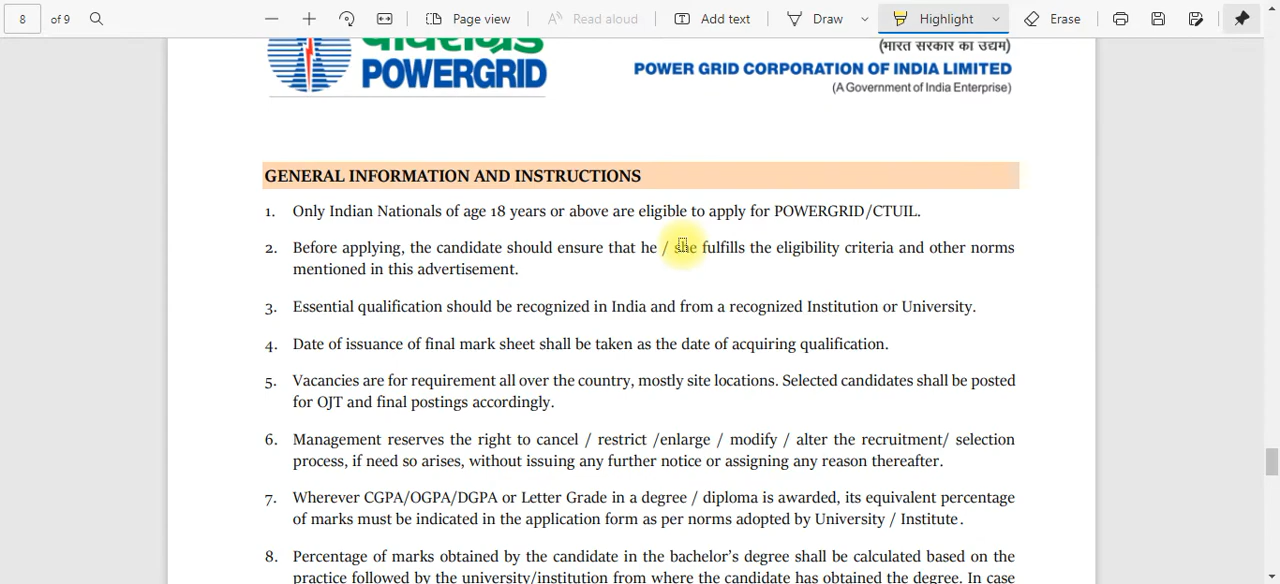 8 of 9 Page view Read aloud Add text Draw Highlight Erase
पावरग्रिड (भारत सरकार का उद्यम)
POWERGRID POWER GRID CORPORATION OF INDIA LIMITED
(A Government of India Enterprise)
GENERAL INFORMATION AND INSTRUCTIONS
1. Only Indian Nationals of age 18 years or above are eligible to apply for POWERGRID/CTUIL.
2. Before applying, the candidate should ensure that he / she fulfills the eligibility criteria and other norms
mentioned in this advertisement.
3. Essential qualification should be recognized in India and from a recognized Institution or University.
4. Date of issuance of final mark sheet shall be taken as the date of acquiring qualification.
5. Vacancies are for requirement all over the country, mostly site locations. Selected candidates shall be posted
for OJT and final postings accordingly.
6. Management reserves the right to cancel / restrict /enlarge / modify / alter the recruitment/ selection
process, if need so arises, without issuing any further notice or assigning any reason thereafter.
7. Wherever CGPA/OGPA/DGPA or Letter Grade in a degree / diploma is awarded, its equivalent percentage
of marks must be indicated in the application form as per norms adopted by University / Institute.
8. Percentage of marks obtained by the candidate in the bachelor's degree shall be calculated based on the
practice followed by the university/institution from where the candidate has obtained the degree. In case